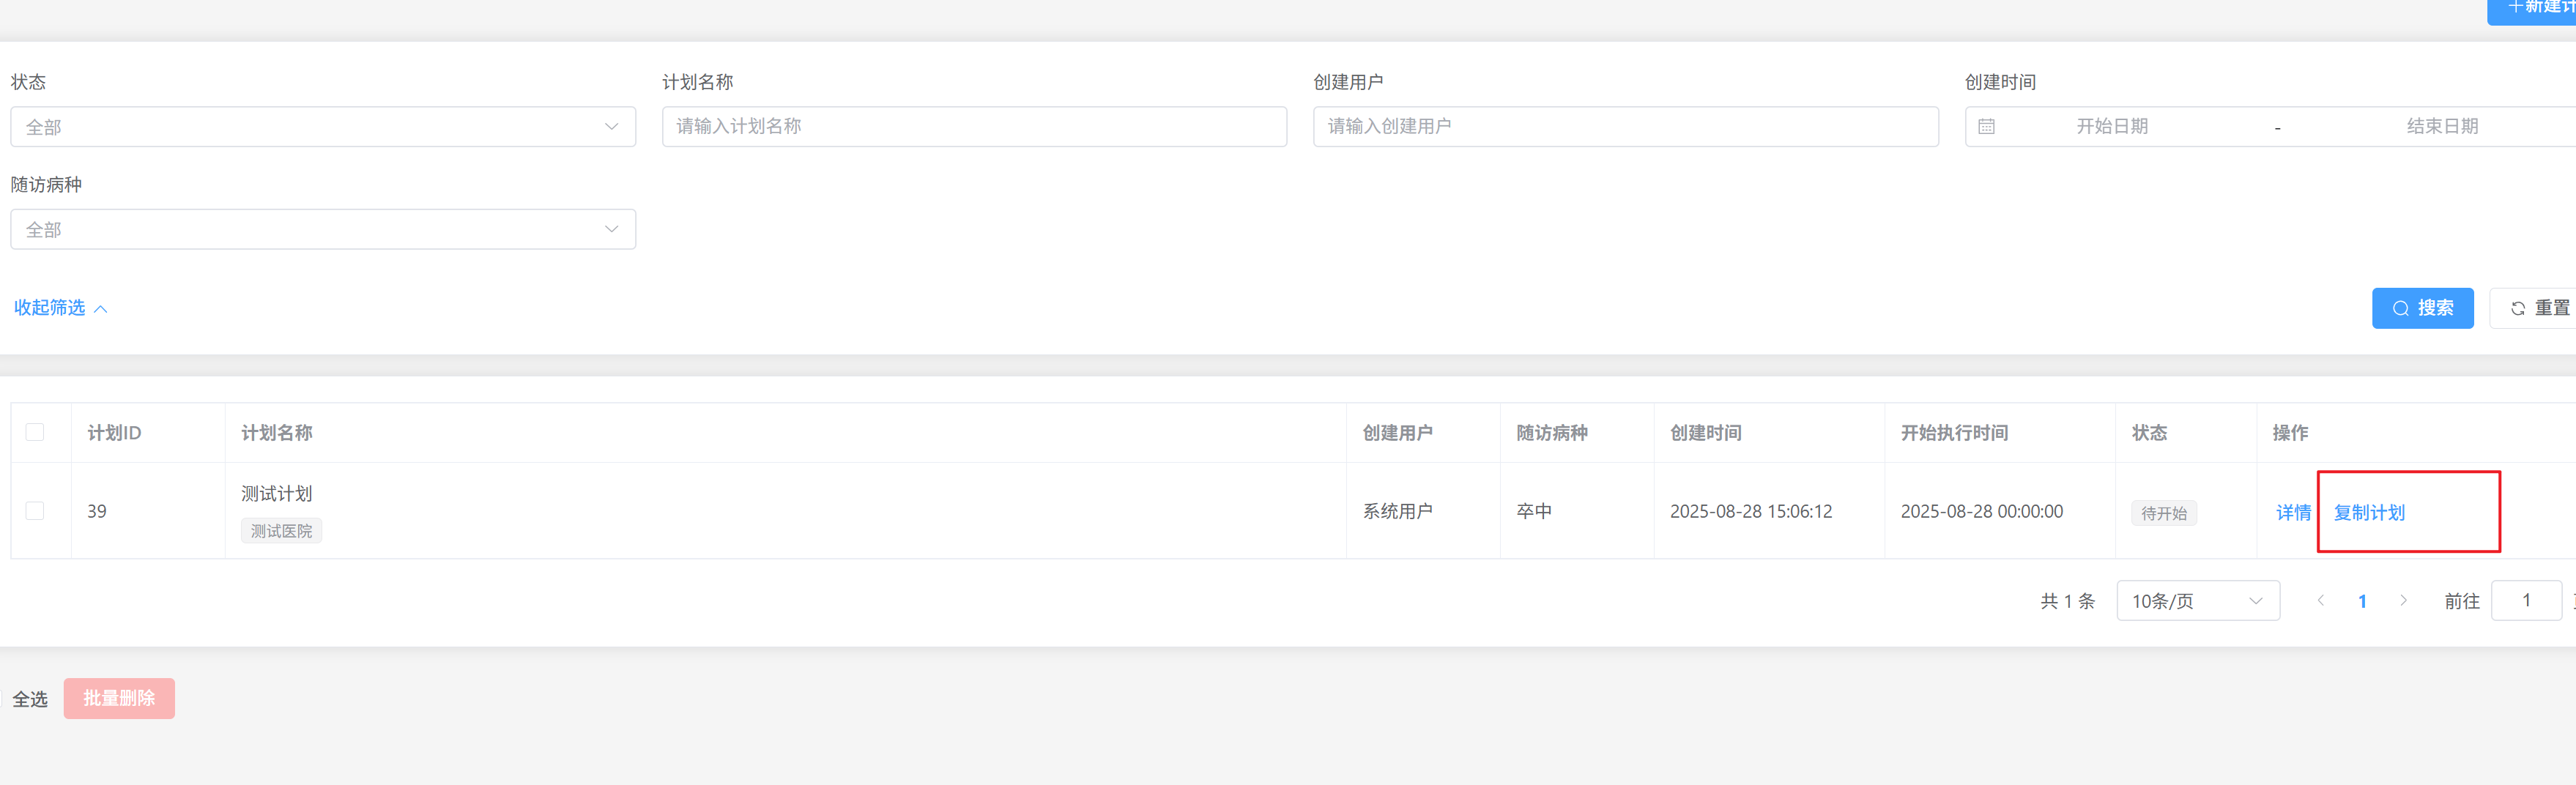 +新建计
状态
计划名称
创建用户
创建时间
全部
请输入计划名称
请输入创建用户
开始日期 - 结束日期
随访病种
全部
收起筛选
搜索
重置
计划ID 计划名称 创建用户 随访病种 创建时间 开始执行时间 状态 操作
39 测试计划 系统用户 卒中 2025-08-28 15:06:12 2025-08-28 00:00:00 待开始 详情 复制计划
测试医院
共 1 条 10条/页 1 前往 1
全选 批量删除